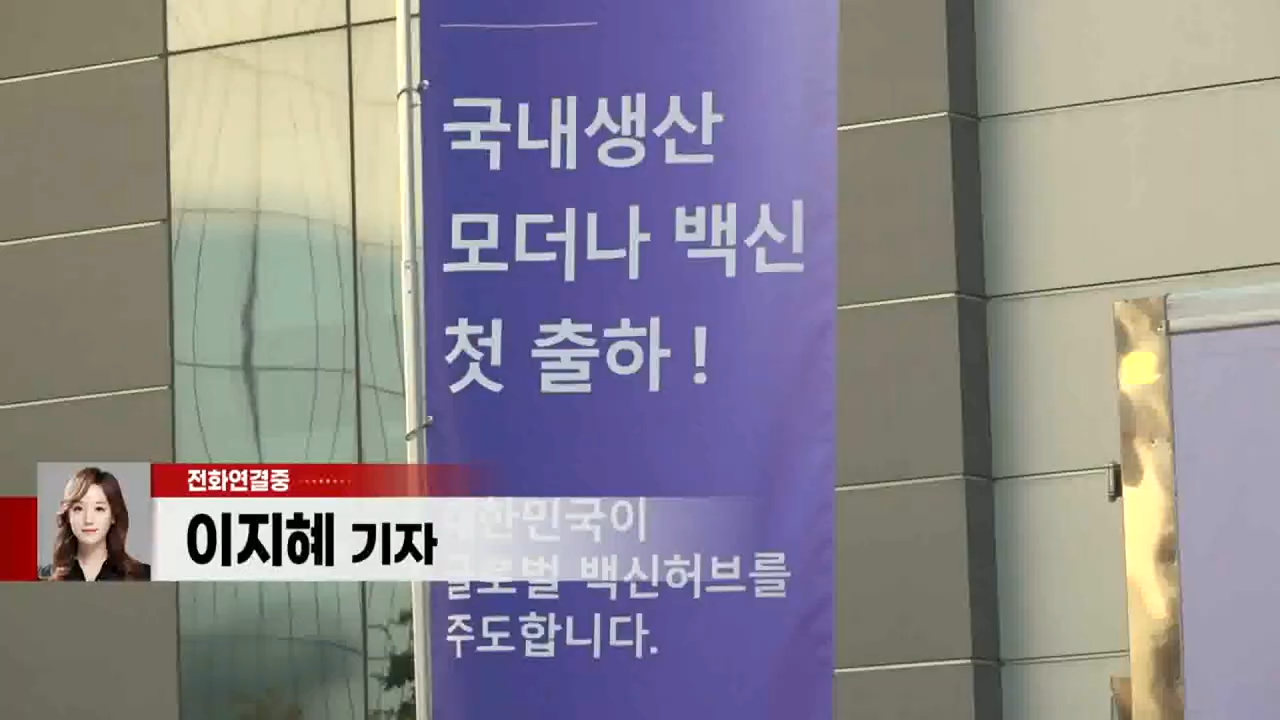 국내생산
모더나 백신
첫 출하 !
전화연결중
이지혜 기자
대한민국이
글로벌 백신허브를
주도합니다.